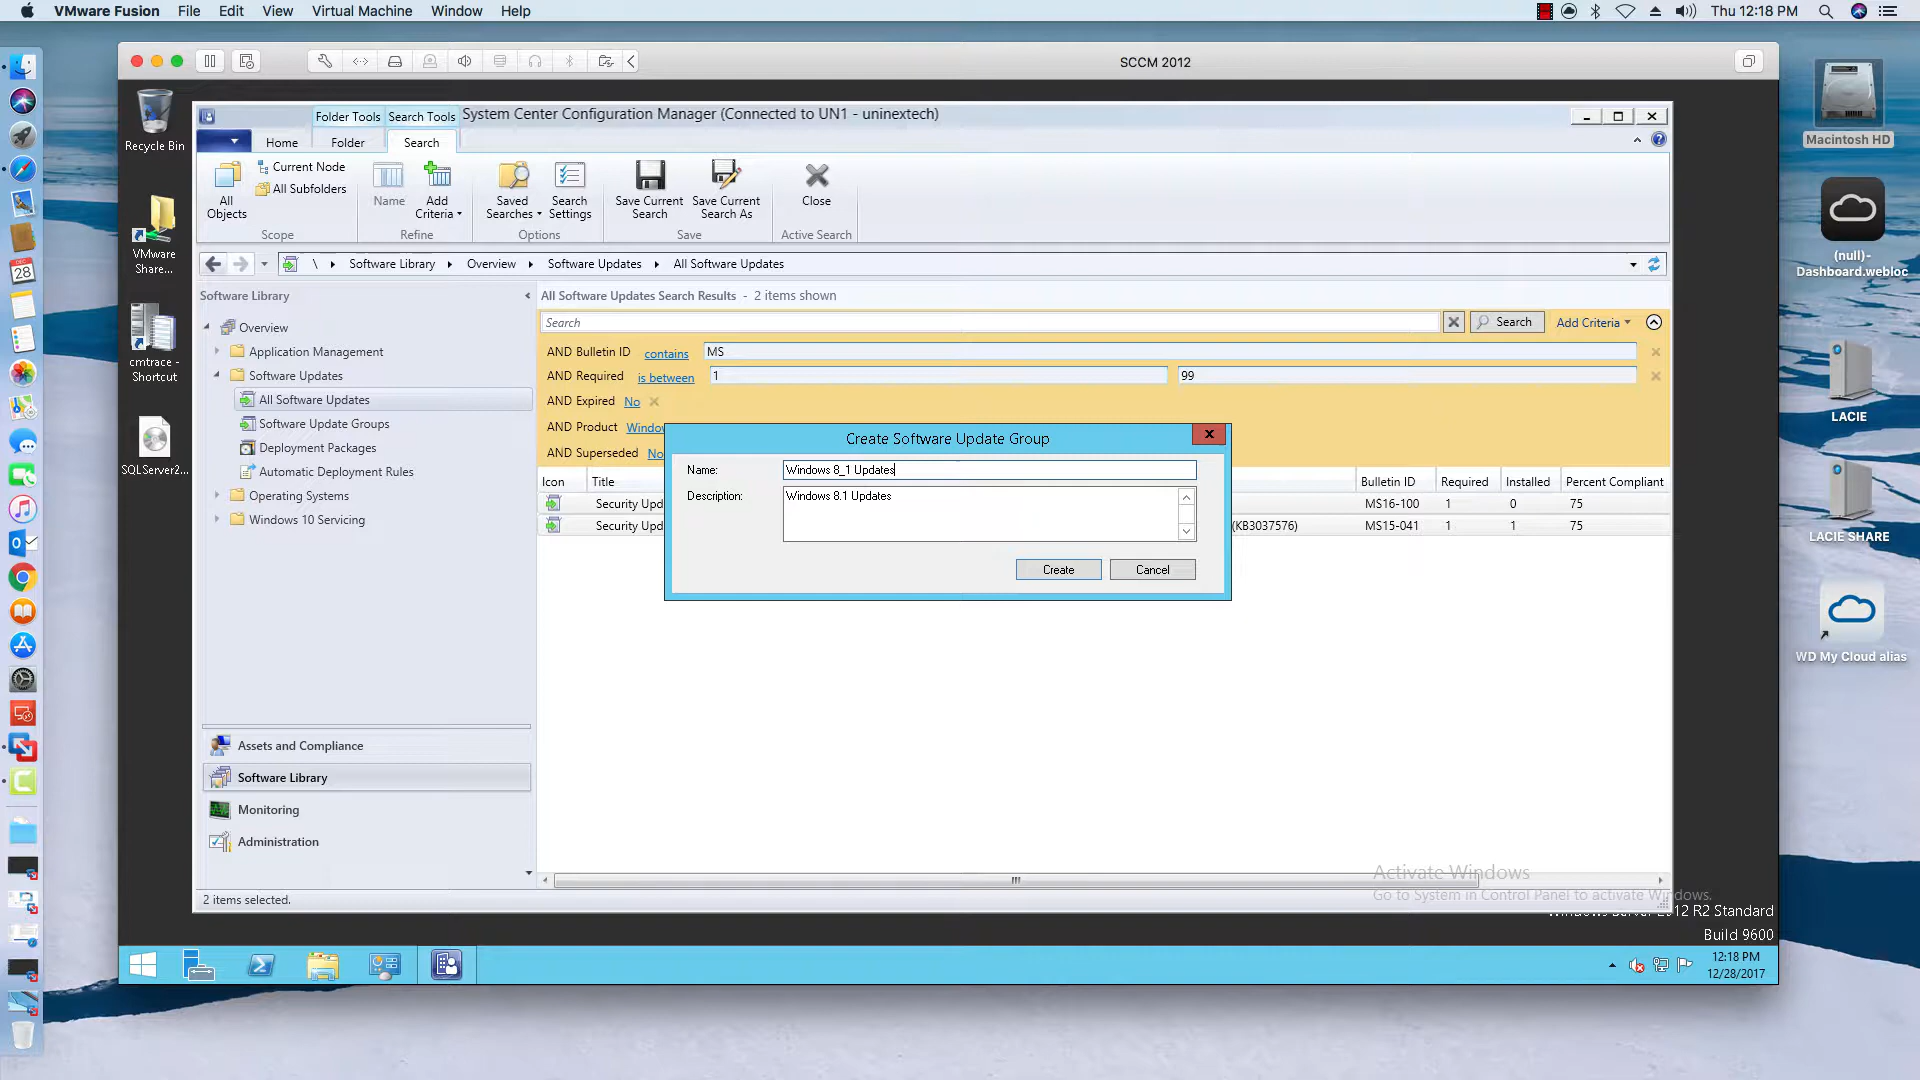 VMware Fusion File Edit View Virtual Machine Window Help Thu 12:18 PM
SCCM 2012
Folder Tools Search Tools System Center Configuration Manager (Connected to UN1 - uninextech)
Home Folder Search
Current Node
All Subfolders
All Objects
Name
Add Criteria
Saved Searches
Search Settings
Save Current Search
Save Current Search As
Close
Scope Refine Options Save Active Search
\ Software Library Overview Software Updates All Software Updates
Software Library
Overview
Application Management
Software Updates
All Software Updates
Software Update Groups
Deployment Packages
Automatic Deployment Rules
Operating Systems
Windows 10 Servicing
Assets and Compliance
Software Library
Monitoring
Administration
2 items selected.
All Software Updates Search Results - 2 items shown
Search Search Add Criteria
AND Bulletin ID contains MS
AND Required is between 1 99
AND Expired No
AND Product
AND Superseded No
Icon Title Bulletin ID Required Installed Percent Compliant
Security MS16-100 1 0 75
Security (KB3037576) MS15-041 1 1 75
Create Software Update Group
Name: Windows 8_1 Updates
Description: Windows 8.1 Updates
Create Cancel
Activate Windows
Go to System in Control Panel to activate Windows.
R2 Standard
Build 9600
12:18 PM
12/28/2017
Recycle Bin
VMware
Share...
cmtrace -
Shortcut
SQLServer2...
DEC
28
Macintosh HD
(null)-
Dashboard.webloc
LACIE
LACIE SHARE
WD My Cloud alias